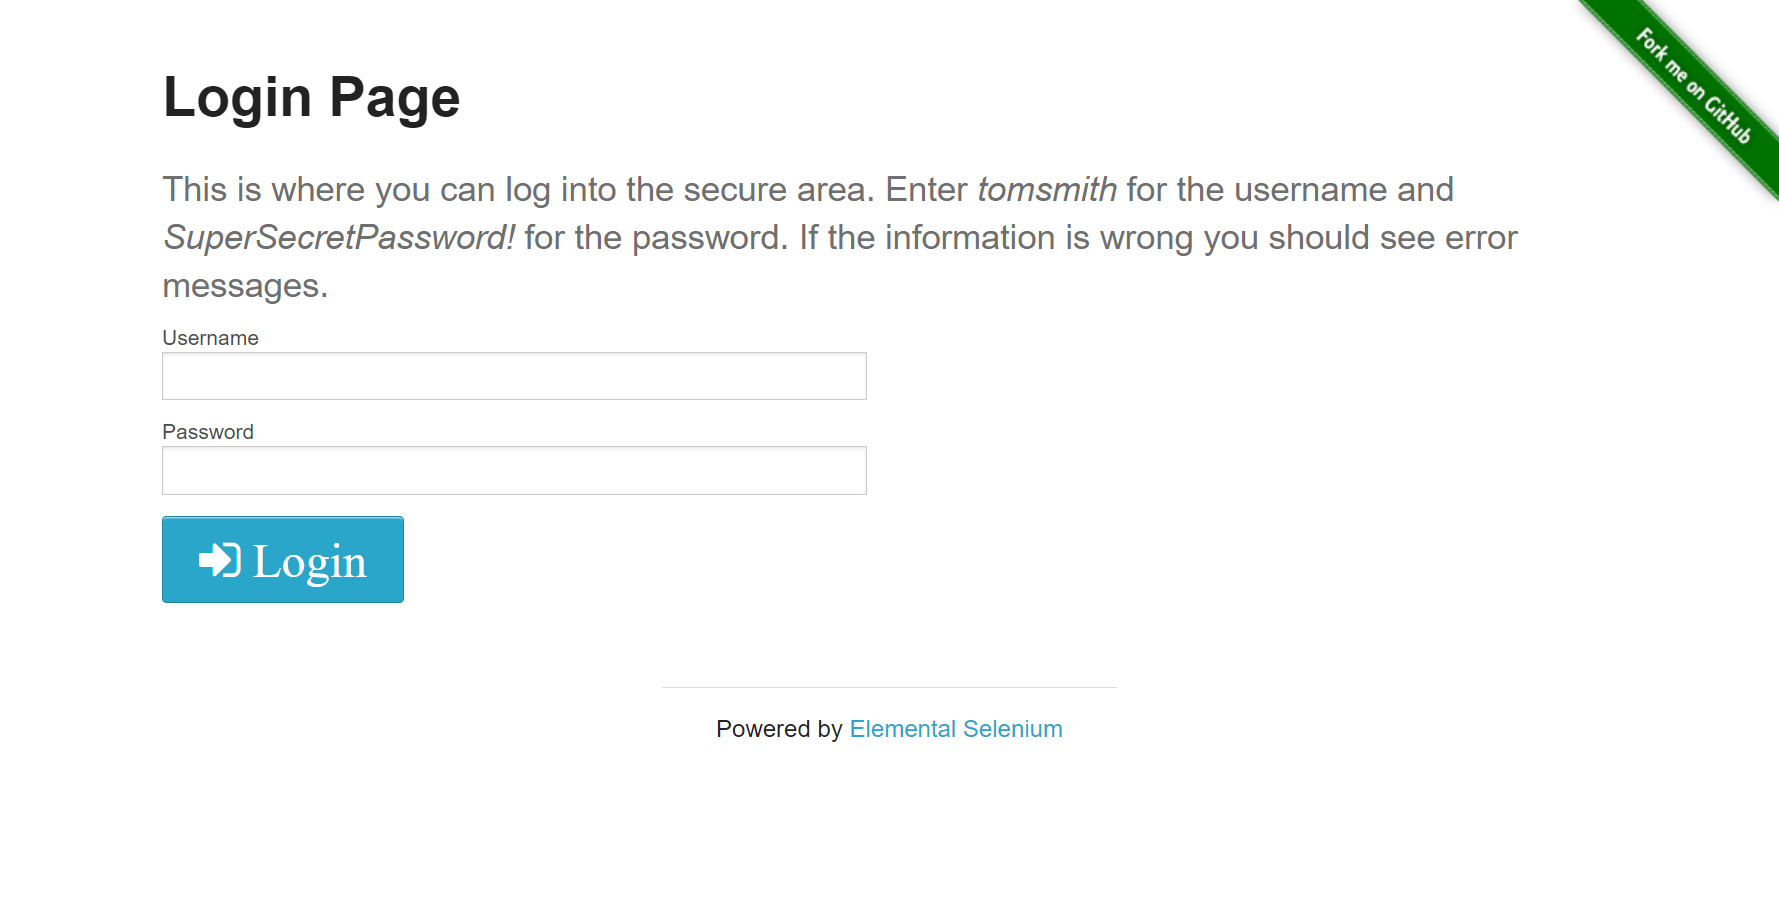 Fork me on GitHub
Login Page
This is where you can log into the secure area. Enter tomsmith for the username and
SuperSecretPassword! for the password. If the information is wrong you should see error
messages.
Username
Password
Login
Powered by Elemental Selenium